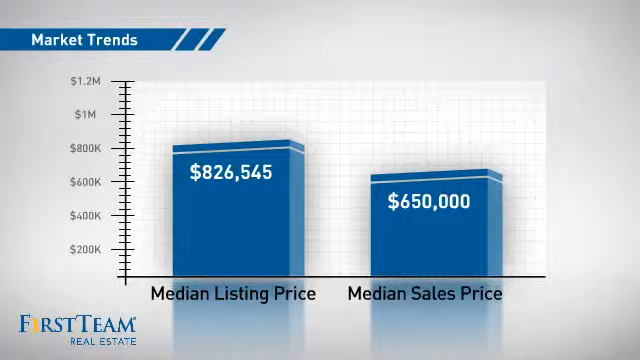 Market Trends
$1.2M
$1M
$800K
$600K
$400K
$200K
$826,545
$650,000
Median Listing Price
Median Sales Price
FIRSTTEAM®
REAL ESTATE